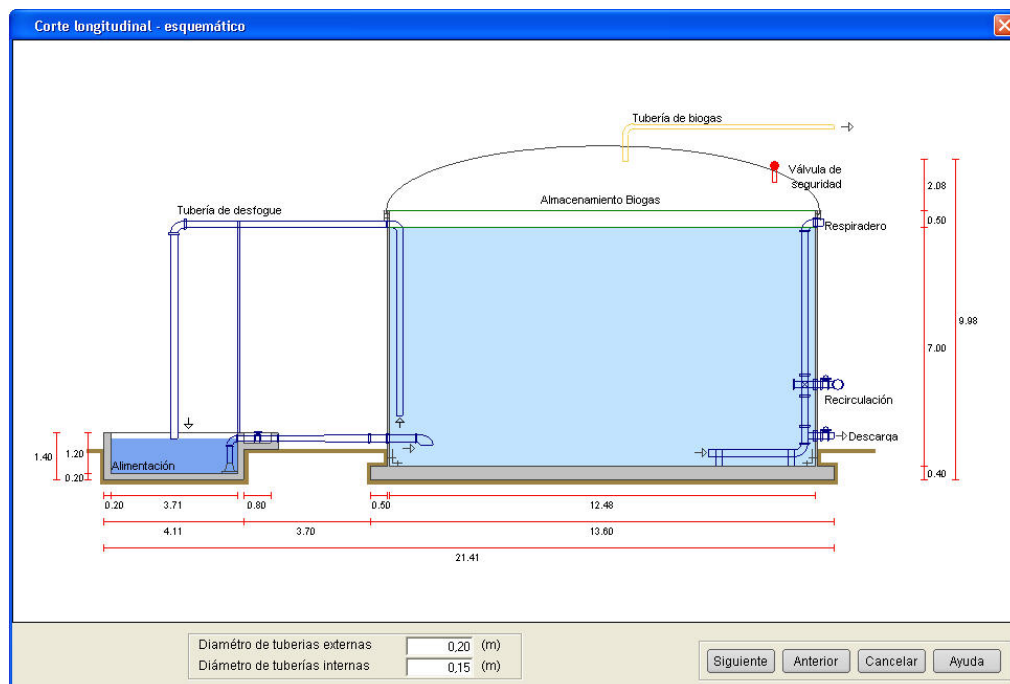 Corte longitudinal - esquemático
Tubería de biogas
Válvula de
seguridad
Almacenamiento Biogas
Tubería de desfogue
Respiradero
2.08
0.50
9.98
7.00
Recirculación
Descarga
Alimentación
1.40
1.20
0.20
0.40
0.20
3.71
0.80
0.50
12.48
4.11
3.70
13.60
21.41
Diamétro de tuberias externas 0,20 (m)
Diámetro de tuberías internas 0,15 (m)
Siguiente Anterior Cancelar Ayuda